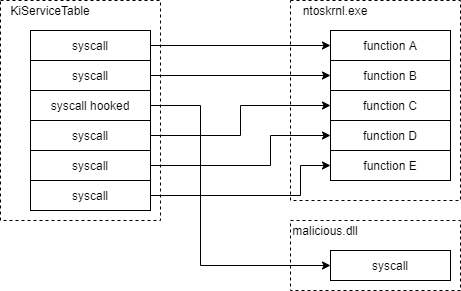 KiServiceTable
syscall
syscall
syscall hooked
syscall
syscall
syscall
ntoskrnl.exe
function A
function B
function C
function D
function E
malicious.dll
syscall